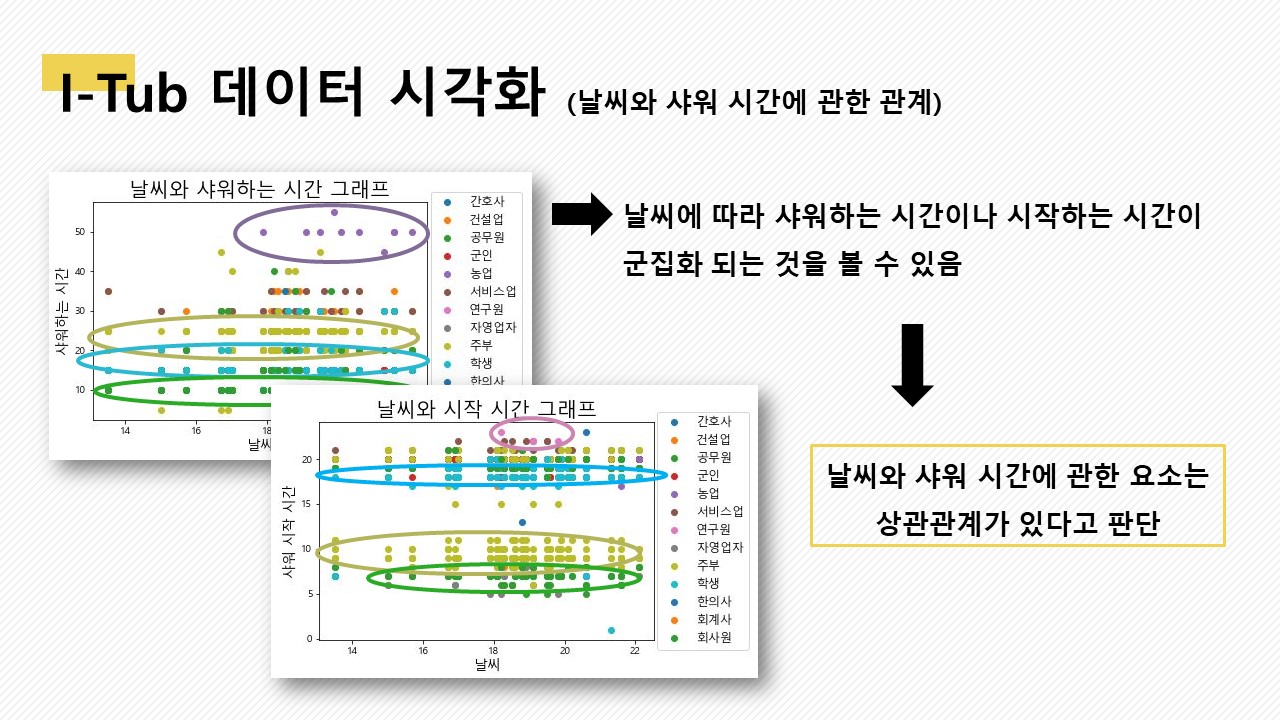 I-Tub 데이터 시각화 (날씨와 샤워 시간에 관한 관계)
날씨와 샤워하는 시간 그래프
샤워하는 시간
50
40
30
20
10
14
16
18
날씨
간호사
건설업
공무원
군인
농업
서비스업
연구원
자영업자
주부
학생
한의사
날씨와 시작 시간 그래프
샤워 시작 시간
20
15
10
5
0
14
16
18
20
22
날씨
간호사
건설업
공무원
군인
농업
서비스업
연구원
자영업자
주부
학생
한의사
회계사
회사원
날씨에 따라 샤워하는 시간이나 시작하는 시간이
군집화 되는 것을 볼 수 있음
날씨와 샤워 시간에 관한 요소는
상관관계가 있다고 판단